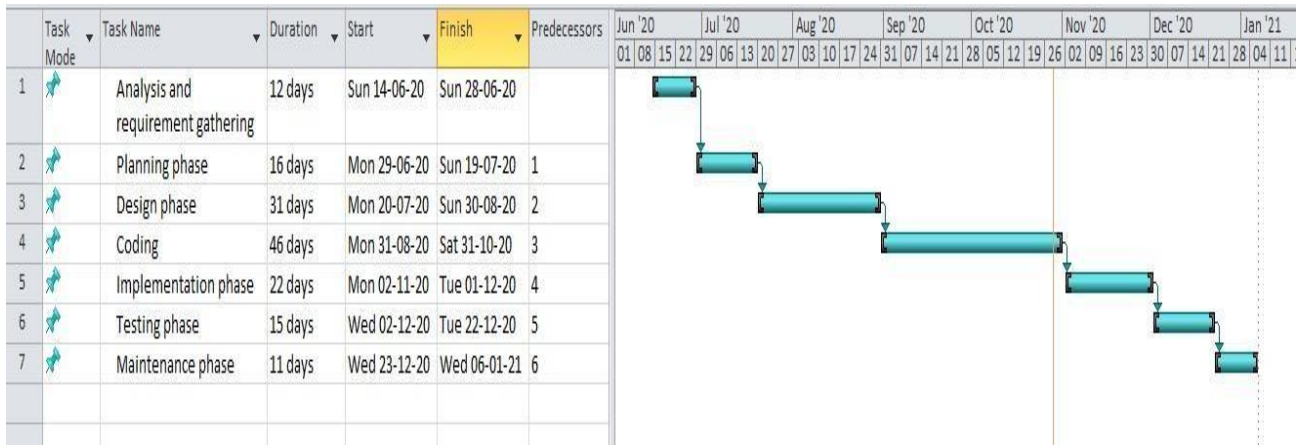 Task Mode Task Name Duration Start Finish Predecessors
Jun '20 Jul '20 Aug '20 Sep '20 Oct '20 Nov '20 Dec '20 Jan '21
01 08 15 22 29 06 13 20 27 03 10 17 24 31 07 14 21 28 05 12 19 26 02 09 16 23 30 07 14 21 28 04 11
1 Analysis and requirement gathering 12 days Sun 14-06-20 Sun 28-06-20
2 Planning phase 16 days Mon 29-06-20 Sun 19-07-20 1
3 Design phase 31 days Mon 20-07-20 Sun 30-08-20 2
4 Coding 46 days Mon 31-08-20 Sat 31-10-20 3
5 Implementation phase 22 days Mon 02-11-20 Tue 01-12-20 4
6 Testing phase 15 days Wed 02-12-20 Tue 22-12-20 5
7 Maintenance phase 11 days Wed 23-12-20 Wed 06-01-21 6